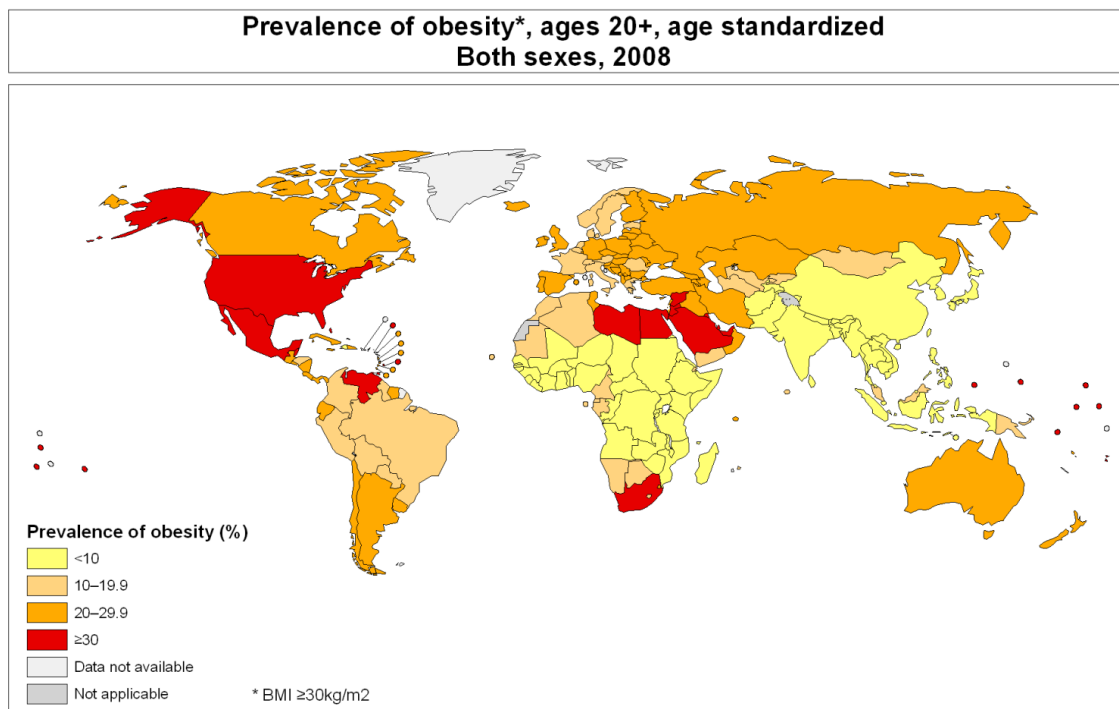 Prevalence of obesity*, ages 20+, age standardized
Both sexes, 2008
Prevalence of obesity (%)
<10
10–19.9
20–29.9
≥30
Data not available
Not applicable
* BMI ≥30kg/m2